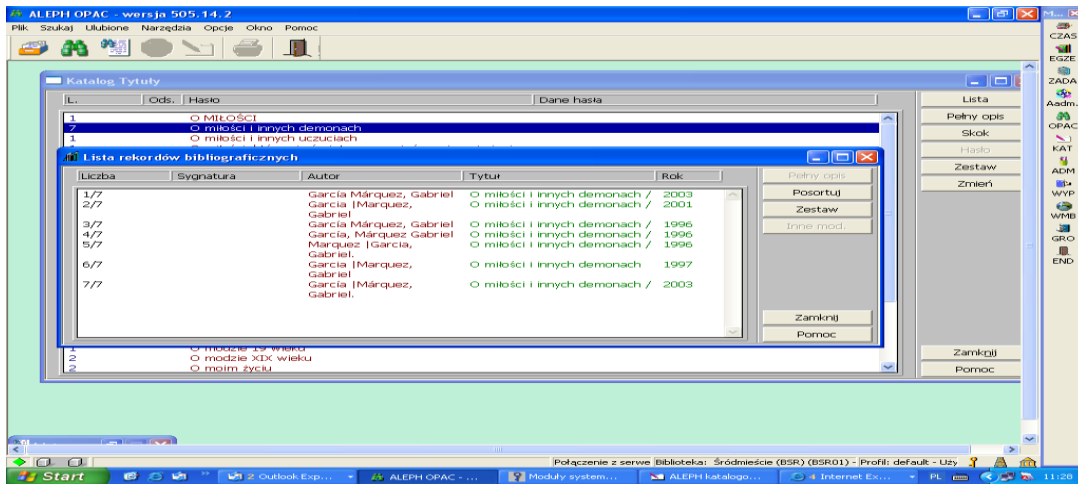 ALEPH OPAC - wersja 505.14.2
Plik Szukaj Ulubione Narzędzia Opcje Okno Pomoc
Katalog Tytuły
L. Ods. Hasło Dane hasła
1 O MIŁOŚCI
7 O miłości i innych demonach
1 O miłości i innych uczuciach
Lista rekordów bibliograficznych
Liczba Sygnatura Autor Tytuł Rok
1/7 García Márquez, Gabriel O miłości i innych demonach / 2003
2/7 Garcia |Marquez, O miłości i innych demonach / 2001
Gabriel
3/7 García Márquez, Gabriel O miłości i innych demonach / 1996
4/7 García, Márquez Gabriel O miłości i innych demonach / 1996
5/7 Marquez |Garcia, O miłości i innych demonach / 1996
Gabriel.
6/7 Garcia |Marquez, O miłości i innych demonach 1997
Gabriel
7/7 García |Márquez, O miłości i innych demonach / 2003
Gabriel.
Pełny opis
Posortuj
Zestaw
Inne mod.
Zamknij
Pomoc
1 O modzie 19 wieku
2 O modzie XIX wieku
2 O moim życiu
Lista
Pełny opis
Skok
Hasło
Zestaw
Zmień
Zamknij
Pomoc
M...
CZAS
EGZE
ZADA
Aadm.
OPAC
KAT
ADM
WYP
WMB
GRO
END
Połączenie z serwe Biblioteka: Śródmieście (BSR) (BSR01) - Profil: default - Uży
Start
2 Outlook Exp...
ALEPH OPAC - ...
Moduły system...
ALEPH katalogo...
4 Internet Ex...
PL
11:28